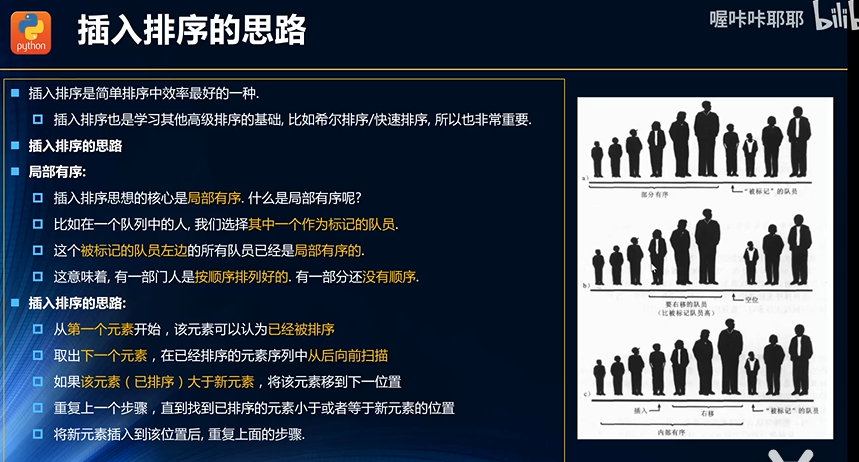 python
插入排序的思路
喔咔咔耶耶
插入排序是简单排序中效率最好的一种.
插入排序也是学习其他高级排序的基础, 比如希尔排序/快速排序, 所以也非常重要.
插入排序的思路
局部有序:
插入排序思想的核心是局部有序. 什么是局部有序呢?
比如在一个队列中的人, 我们选择其中一个作为标记的队员.
这个被标记的队员左边的所有队员已经是局部有序的.
这意味着, 有一部门人是按顺序排列好的. 有一部分还没有顺序.
插入排序的思路:
从第一个元素开始，该元素可以认为已经被排序
取出下一个元素，在已经排序的元素序列中从后向前扫描
如果该元素（已排序）大于新元素，将该元素移到下一位置
重复上一个步骤，直到找到已排序的元素小于或者等于新元素的位置
将新元素插入到该位置后, 重复上面的步骤.
a)
部分有序
“被标记”的队员
b)
要右移的队员
（比被标记队员高）
空位
c)
插入
右移
“被标记”的队员
内部有序